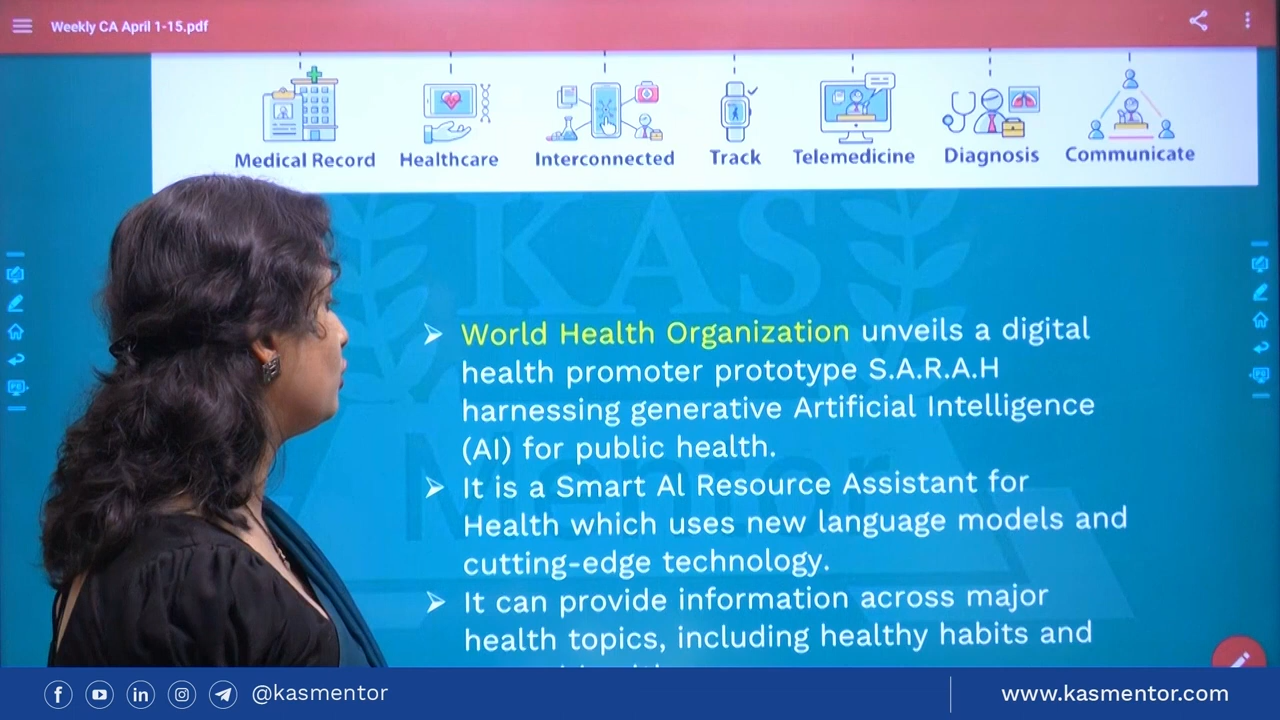 Weekly CA April 1-15.pdf
Medical Record Healthcare Interconnected Track Telemedicine Diagnosis Communicate
KAS
Mentor
World Health Organization unveils a digital
health promoter prototype S.A.R.A.H
harnessing generative Artificial Intelligence
(AI) for public health.
It is a Smart Al Resource Assistant for
Health which uses new language models and
cutting-edge technology.
It can provide information across major
health topics, including healthy habits and
@kasmentor
www.kasmentor.com